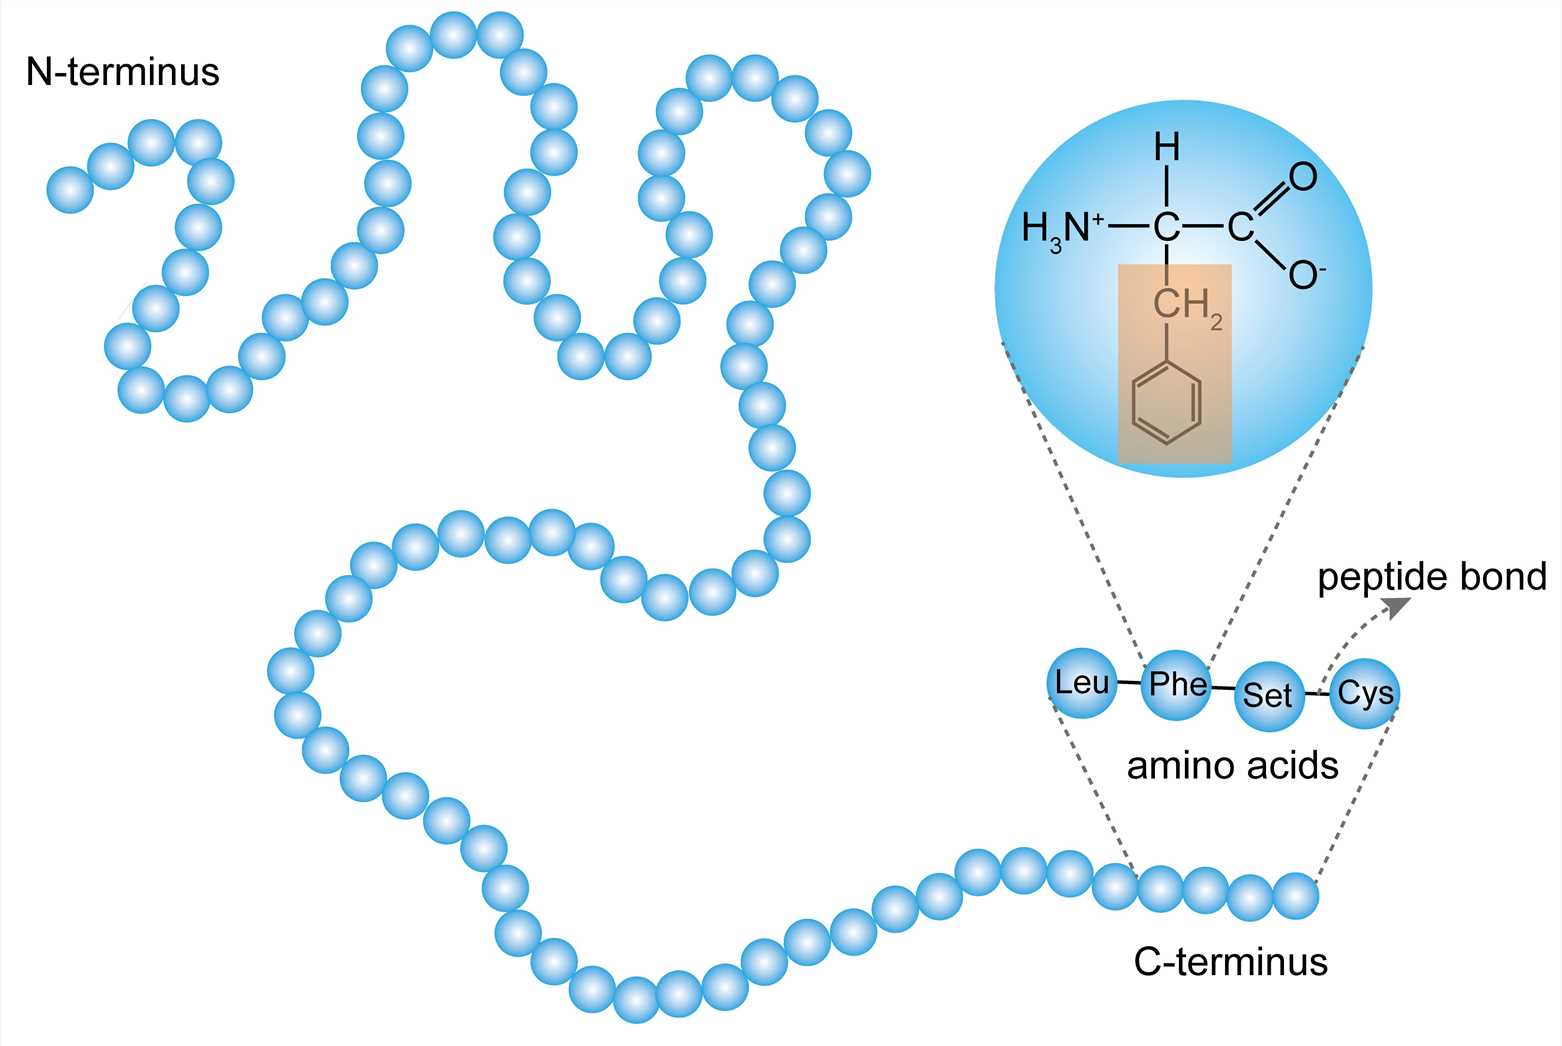 N-terminus
H
O
H₃N⁺ C C
O⁻
CH₂
peptide bond
Leu Phe Set Cys
amino acids
C-terminus